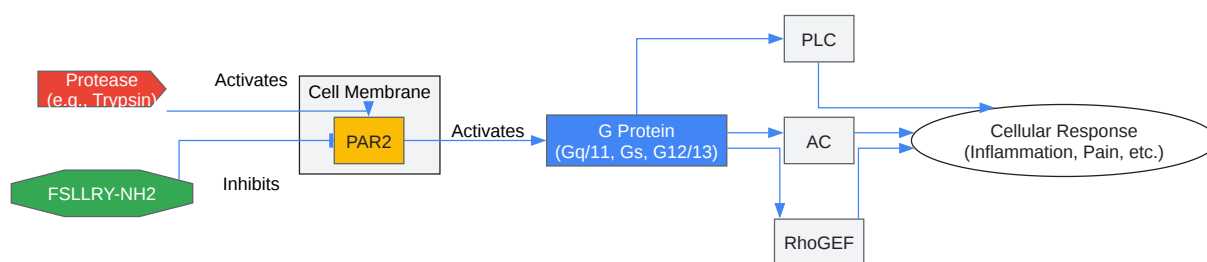 PLC
Activates
Protease
(e.g., Trypsin)
Cell Membrane
PAR2
Activates
G Protein
(Gq/11, Gs, G12/13)
AC
Cellular Response
(Inflammation, Pain, etc.)
FSLLRY-NH2
Inhibits
RhoGEF